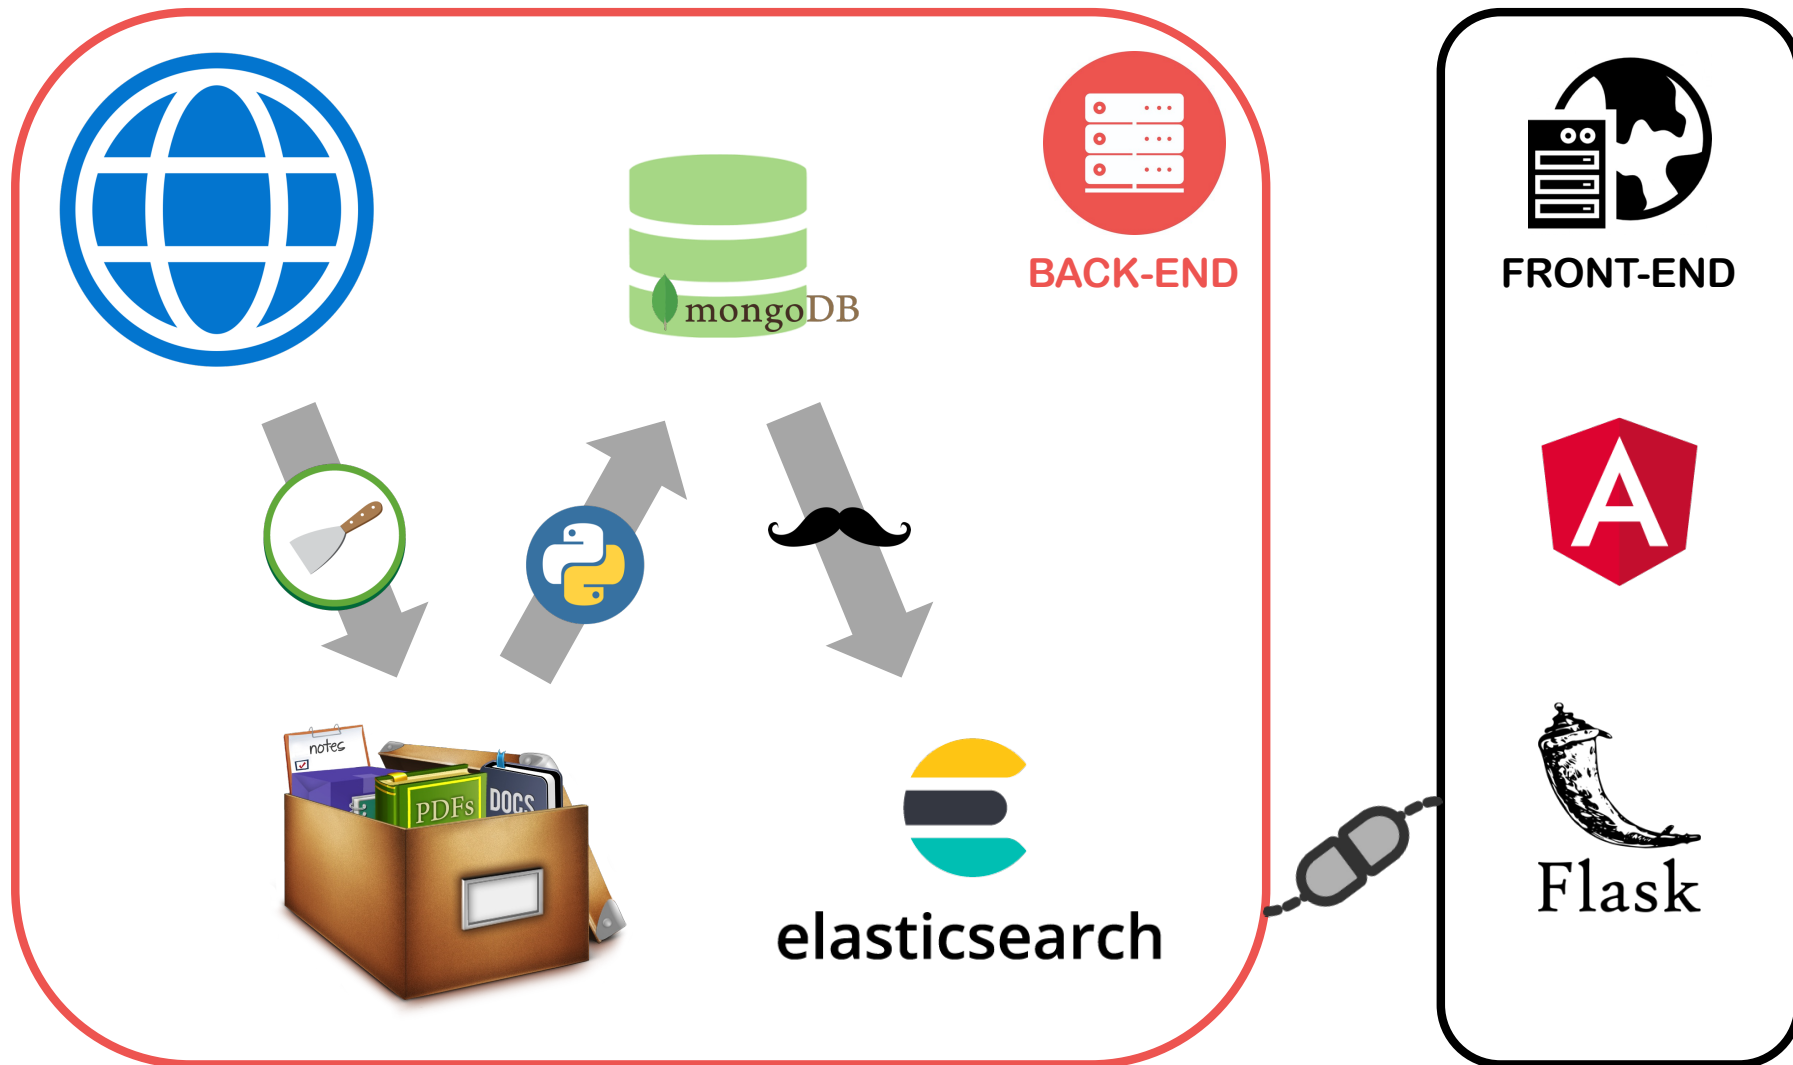 mongoDB
BACK-END
FRONT-END
A
notes
PDFs
DOCS
elasticsearch
Flask